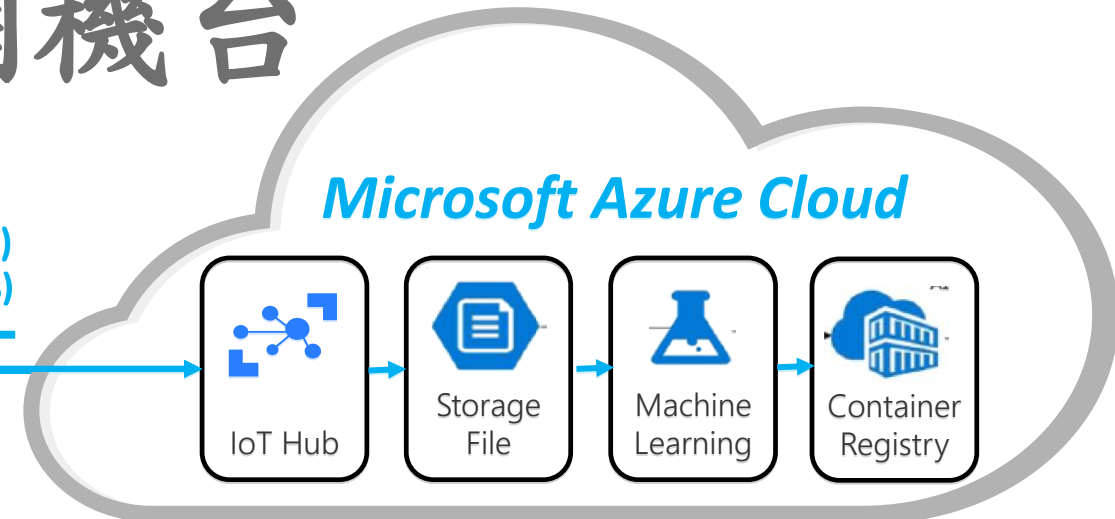 機台
Microsoft Azure Cloud
)
)
IoT Hub
Storage
File
Machine
Learning
Container
Registry